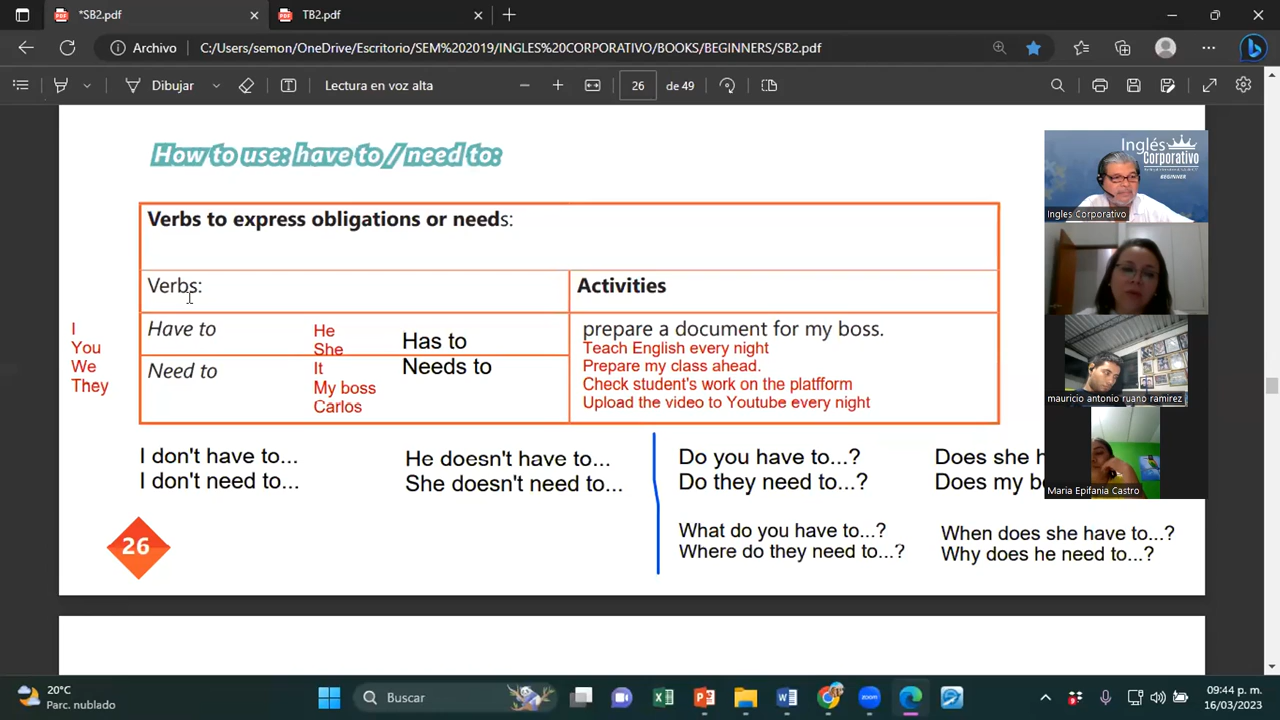 *SB2.pdf
TB2.pdf
Archivo
C:/Users/semon/OneDrive/Escritorio/SEM%202019/INGLES%20CORPORATIVO/BOOKS/BEGINNERS/SB2.pdf
Dibujar
Lectura en voz alta
26
de 49
How to use: have to / need to:
Verbs to express obligations or needs:
Verbs:
Activities
I
You
We
They
Have to
Need to
He
She
It
My boss
Carlos
Has to
Needs to
prepare a document for my boss.
Teach English every night
Prepare my class ahead.
Check student's work on the platfform
Upload the video to Youtube every night
I don't have to...
I don't need to...
He doesn't have to...
She doesn't need to...
Do you have to...?
Do they need to...?
Does she h
Does my bo
What do you have to...?
Where do they need to...?
When does she have to...?
Why does he need to...?
26
Inglés
Corporativo
BEGINNER
Ingles Corporativo
mauricio antonio ruano ramirez
Maria Epifania Castro
20°C
Parc. nublado
Buscar
09:44 p. m.
16/03/2023